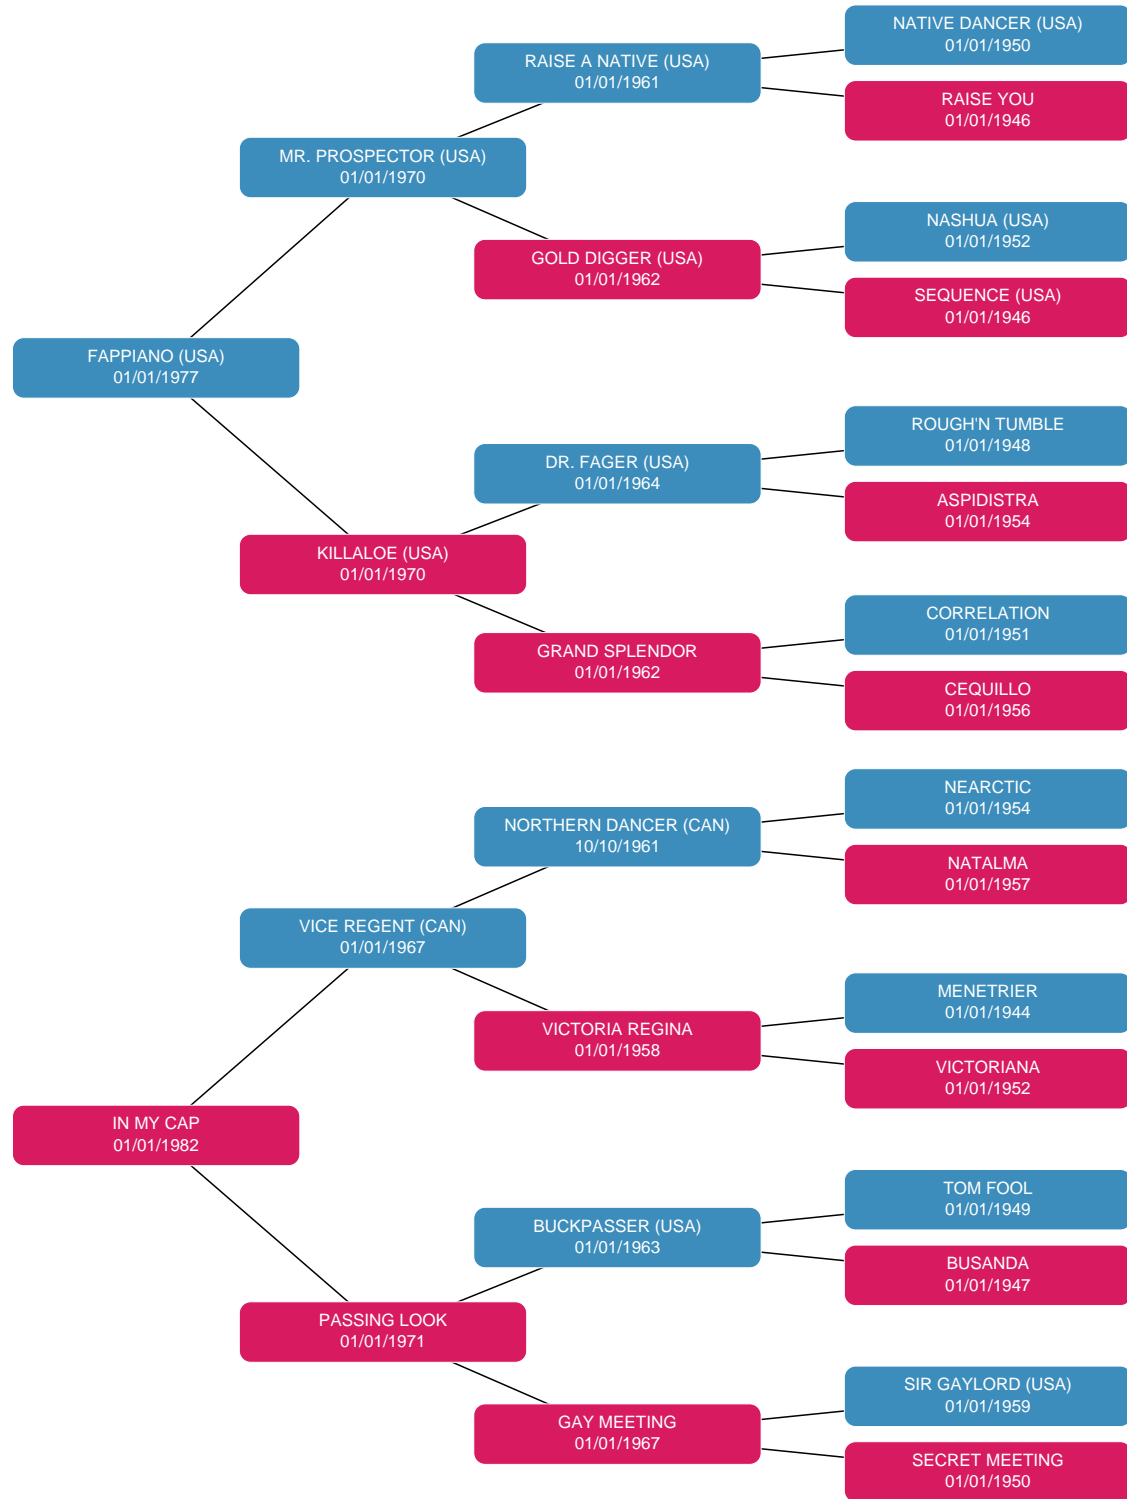 NATIVE DANCER (USA)
01/01/1950
RAISE A NATIVE (USA)
01/01/1961
RAISE YOU
01/01/1946
MR. PROSPECTOR (USA)
01/01/1970
NASHUA (USA)
01/01/1952
GOLD DIGGER (USA)
01/01/1962
SEQUENCE (USA)
01/01/1946
FAPPIANO (USA)
01/01/1977
ROUGH'N TUMBLE
01/01/1948
DR. FAGER (USA)
01/01/1964
ASPIDISTRA
01/01/1954
KILLALOE (USA)
01/01/1970
CORRELATION
01/01/1951
GRAND SPLENDOR
01/01/1962
CEQUILLO
01/01/1956
NEARCTIC
01/01/1954
NORTHERN DANCER (CAN)
10/10/1961
NATALMA
01/01/1957
VICE REGENT (CAN)
01/01/1967
MENETRIER
01/01/1944
VICTORIA REGINA
01/01/1958
VICTORIANA
01/01/1952
IN MY CAP
01/01/1982
TOM FOOL
01/01/1949
BUCKPASSER (USA)
01/01/1963
BUSANDA
01/01/1947
PASSING LOOK
01/01/1971
SIR GAYLORD (USA)
01/01/1959
GAY MEETING
01/01/1967
SECRET MEETING
01/01/1950